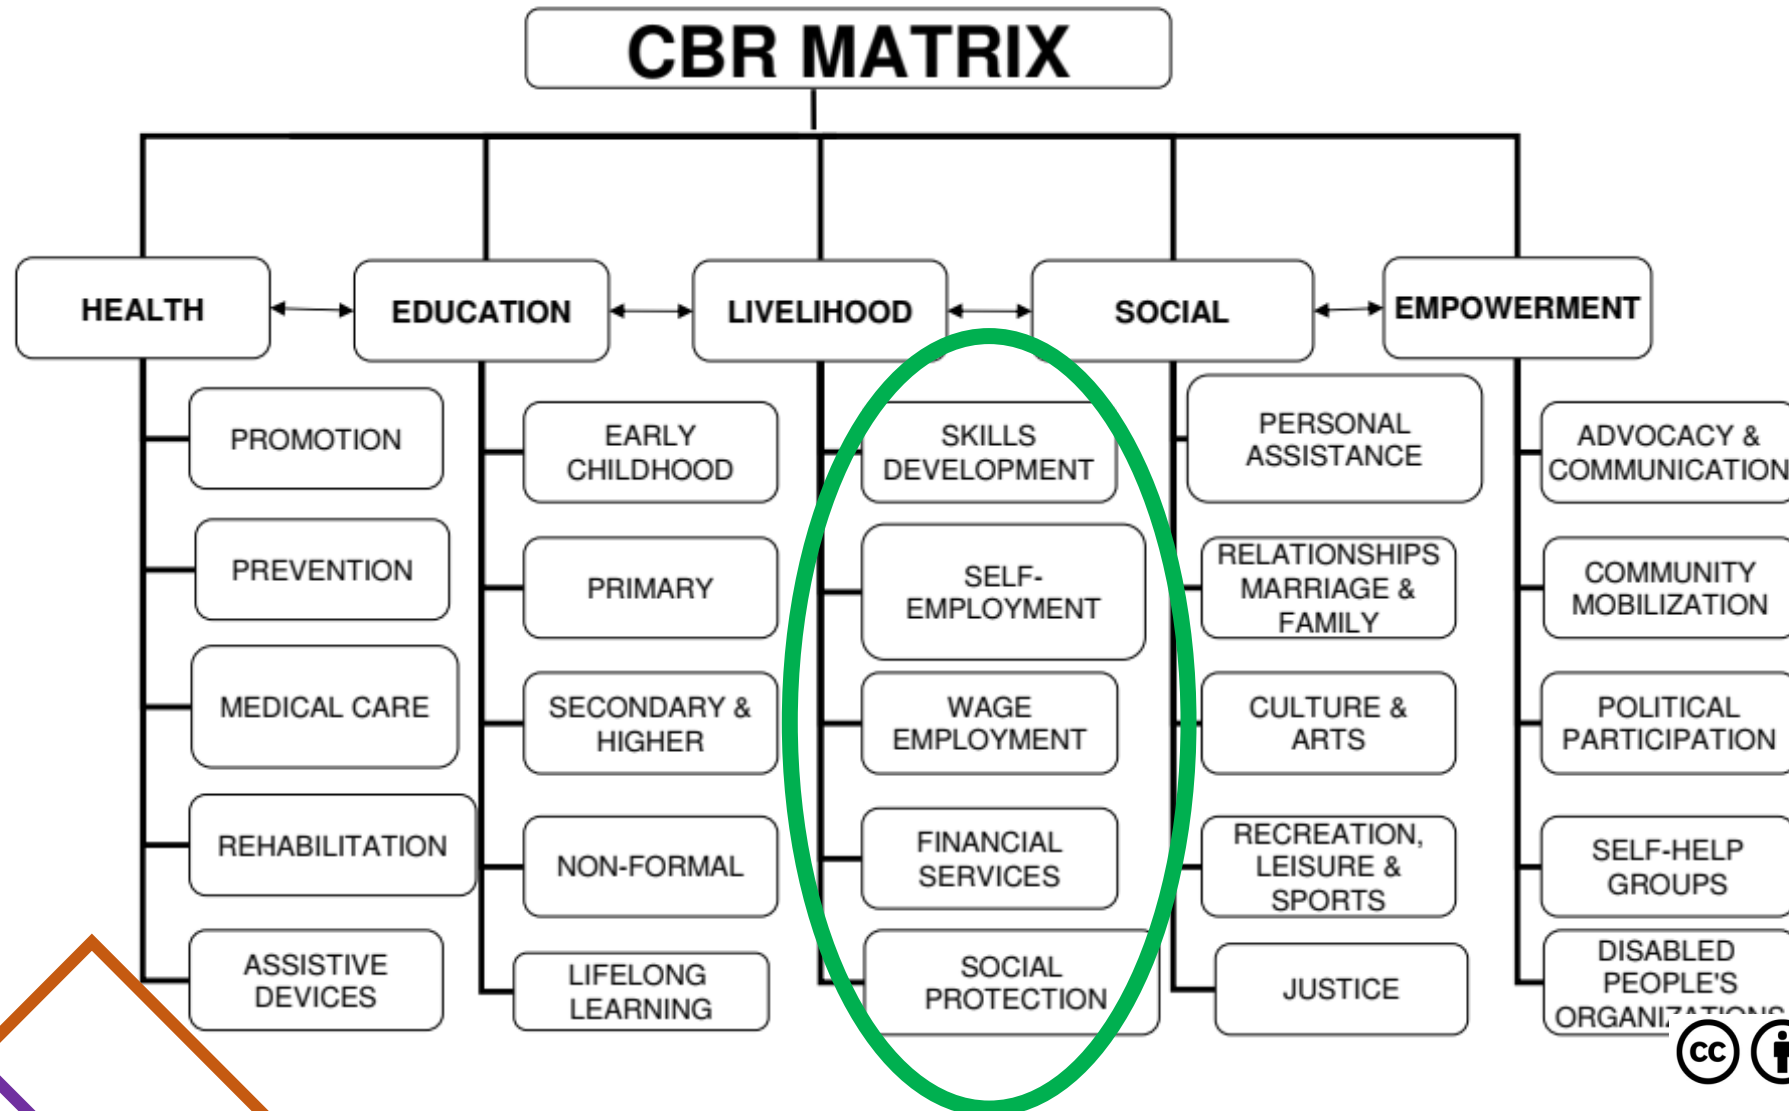 CBR MATRIX
HEALTH
EDUCATION
LIVELIHOOD
SOCIAL
EMPOWERMENT
PROMOTION
PREVENTION
MEDICAL CARE
REHABILITATION
ASSISTIVE
DEVICES
EARLY
CHILDHOOD
PRIMARY
SECONDARY &
HIGHER
NON-FORMAL
LIFELONG
LEARNING
SKILLS
DEVELOPMENT
SELF-
EMPLOYMENT
WAGE
EMPLOYMENT
FINANCIAL
SERVICES
SOCIAL
PROTECTION
PERSONAL
ASSISTANCE
RELATIONSHIPS
MARRIAGE &
FAMILY
CULTURE &
ARTS
RECREATION,
LEISURE &
SPORTS
JUSTICE
ADVOCACY &
COMMUNICATION
COMMUNITY
MOBILIZATION
POLITICAL
PARTICIPATION
SELF-HELP
GROUPS
DISABLED
PEOPLE'S
ORGANIZATIONS
cc